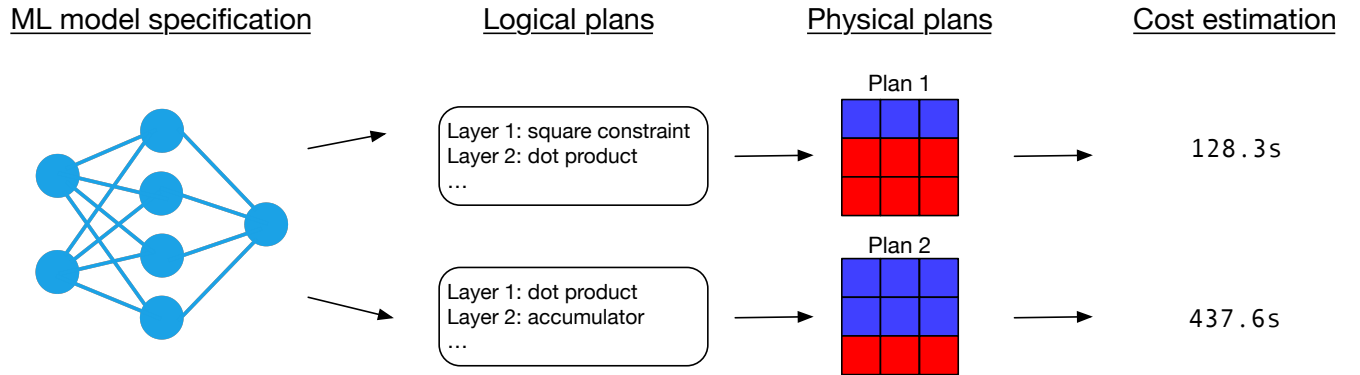 ML model specification
Logical plans
Physical plans
Cost estimation
Plan 1
Layer 1: square constraint
Layer 2: dot product
…
128.3s
Plan 2
Layer 1: dot product
Layer 2: accumulator
…
437.6s